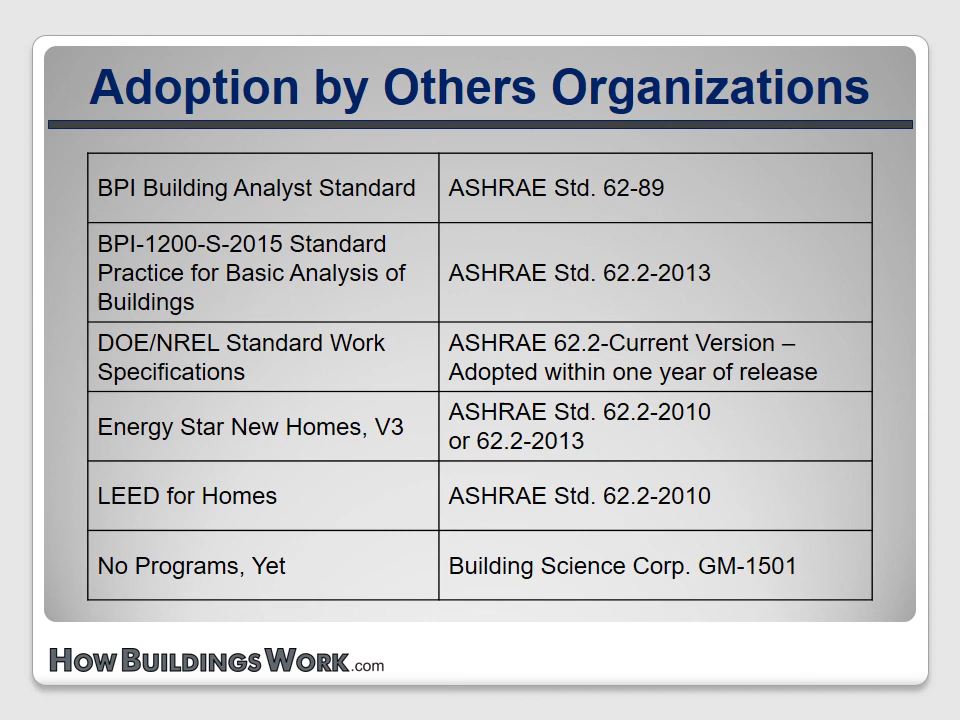 Adoption by Others Organizations
BPI Building Analyst Standard
ASHRAE Std. 62-89
BPI-1200-S-2015 Standard
Practice for Basic Analysis of
Buildings
ASHRAE Std. 62.2-2013
DOE/NREL Standard Work
Specifications
ASHRAE 62.2-Current Version –
Adopted within one year of release
Energy Star New Homes, V3
ASHRAE Std. 62.2-2010
or 62.2-2013
LEED for Homes
ASHRAE Std. 62.2-2010
No Programs, Yet
Building Science Corp. GM-1501
HOW BUILDINGS WORK.com